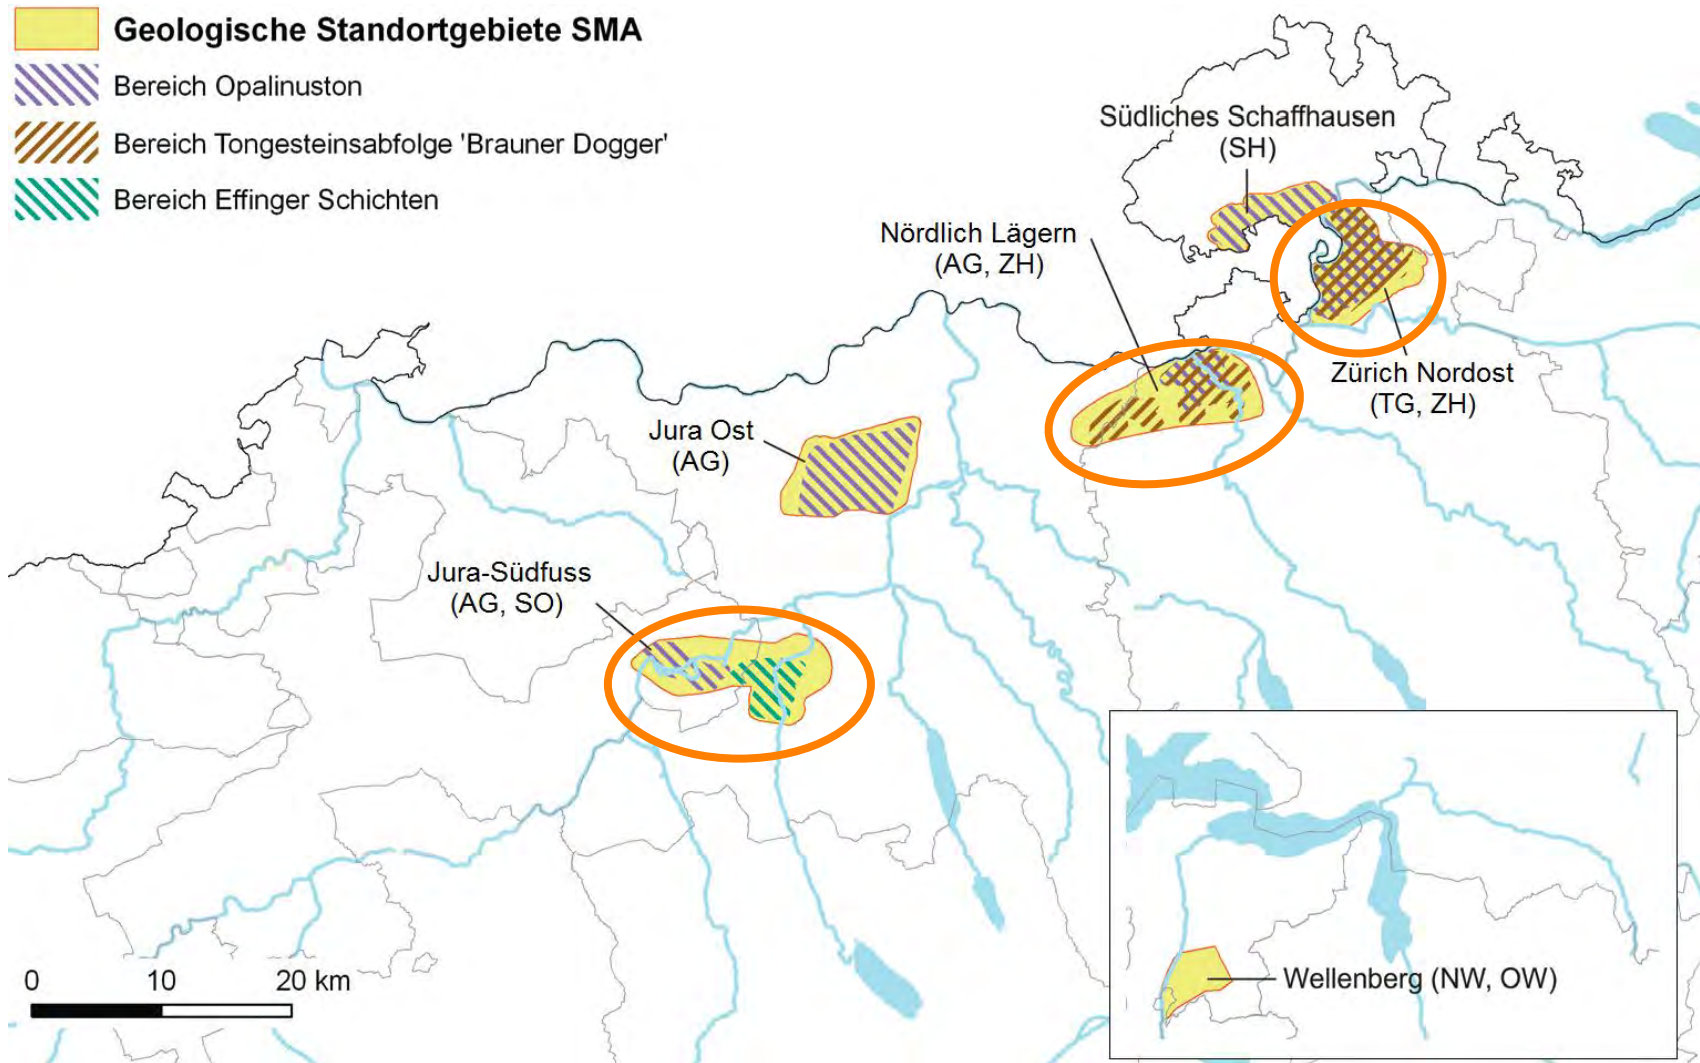 Geologische Standortgebiete SMA
Bereich Opalinuston
Bereich Tongesteinsabfolge 'Brauner Dogger'
Bereich Effinger Schichten
Südliches Schaffhausen
(SH)
Nördlich Lägern
(AG, ZH)
Zürich Nordost
(TG, ZH)
Jura Ost
(AG)
Jura-Südfuss
(AG, SO)
Wellenberg (NW, OW)
0 10 20 km